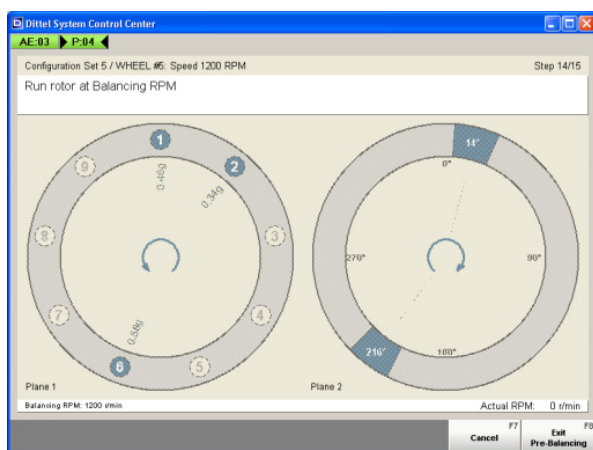 Dittel System Control Center
AE:03 P:04
Configuration Set 5 / WHEEL #5: Speed 1200 RPM Step 14/15
Run rotor at Balancing RPM
1
2
3
4
5
6
7
8
9
0.46g
0.34g
0.58g
Plane 1
14°
0°
90°
180°
270°
216°
Plane 2
Balancing RPM: 1200 r/min
Actual RPM: 0 r/min
F7
Cancel
F8
Exit
Pre-Balancing